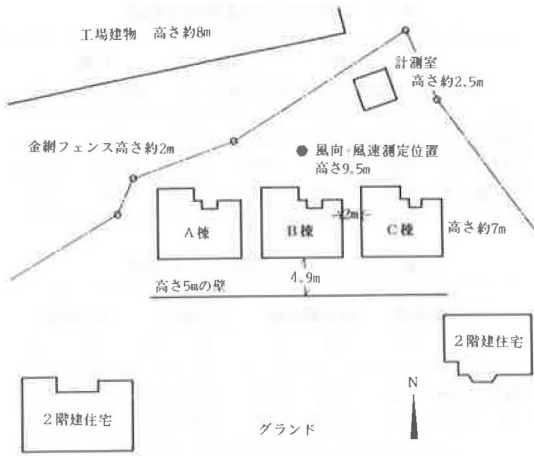 工場建物 高さ約8m
計測室
高さ約2.5m
金網フェンス高さ約2m
風向・風速測定位置
高さ9.5m
A棟
B棟
2m
C棟
高さ約7m
高さ5mの壁
4.9m
2階建住宅
2階建住宅
グランド
N